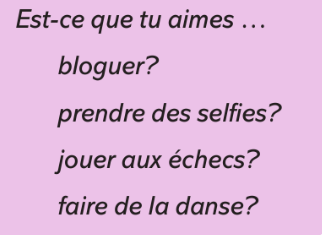 Est-ce que tu aimes …
bloguer?
prendre des selfies?
jouer aux échecs?
faire de la danse?